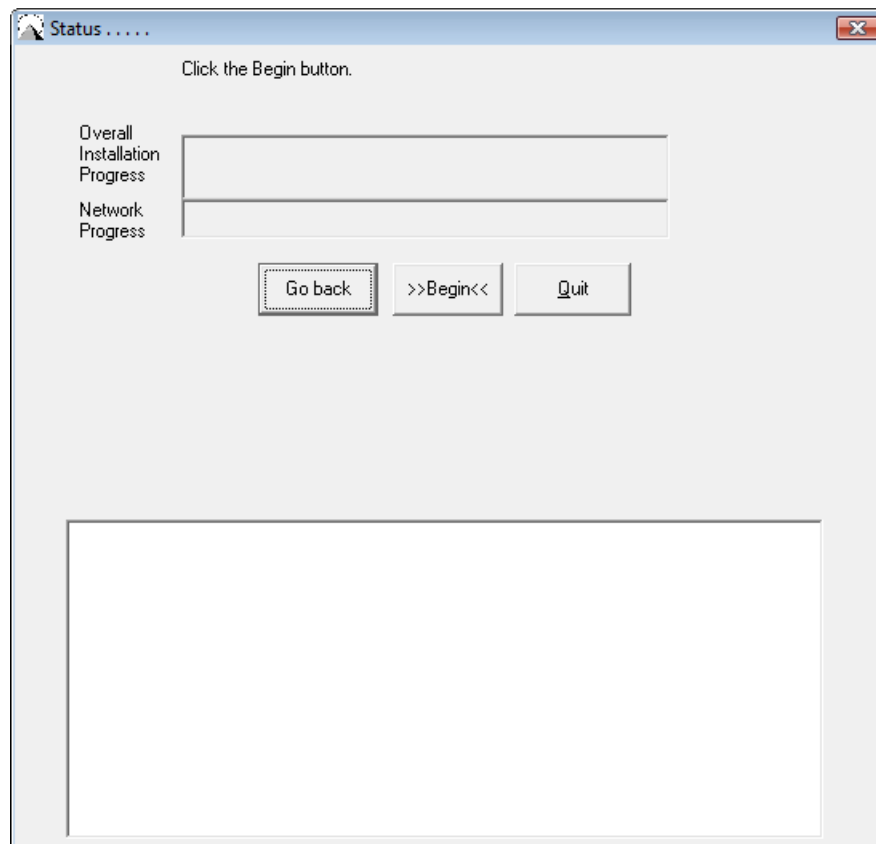 Status . . . . .
Click the Begin button.
Overall
Installation
Progress
Network
Progress
Go back
>>Begin<<
Quit